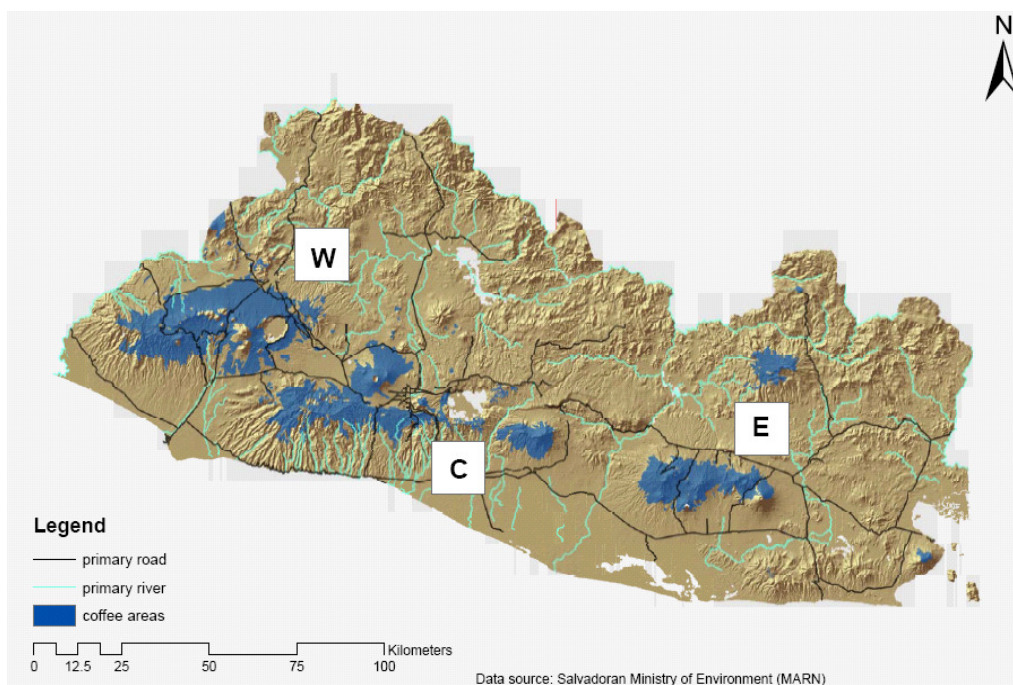 N
W
E
C
Legend
primary road
primary river
coffee areas
Kilometers
0 12.5 25 50 75 100
Data source: Salvadoran Ministry of Environment (MARN)